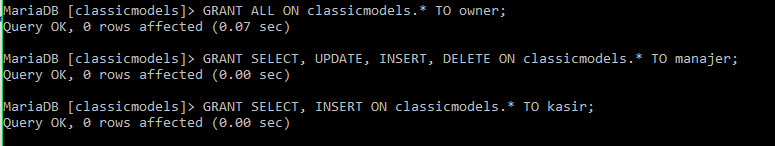 MariaDB [classicmodels]> GRANT ALL ON classicmodels.* TO owner;
Query OK, 0 rows affected (0.07 sec)
MariaDB [classicmodels]> GRANT SELECT, UPDATE, INSERT, DELETE ON classicmodels.* TO manajer;
Query OK, 0 rows affected (0.00 sec)
MariaDB [classicmodels]> GRANT SELECT, INSERT ON classicmodels.* TO kasir;
Query OK, 0 rows affected (0.00 sec)